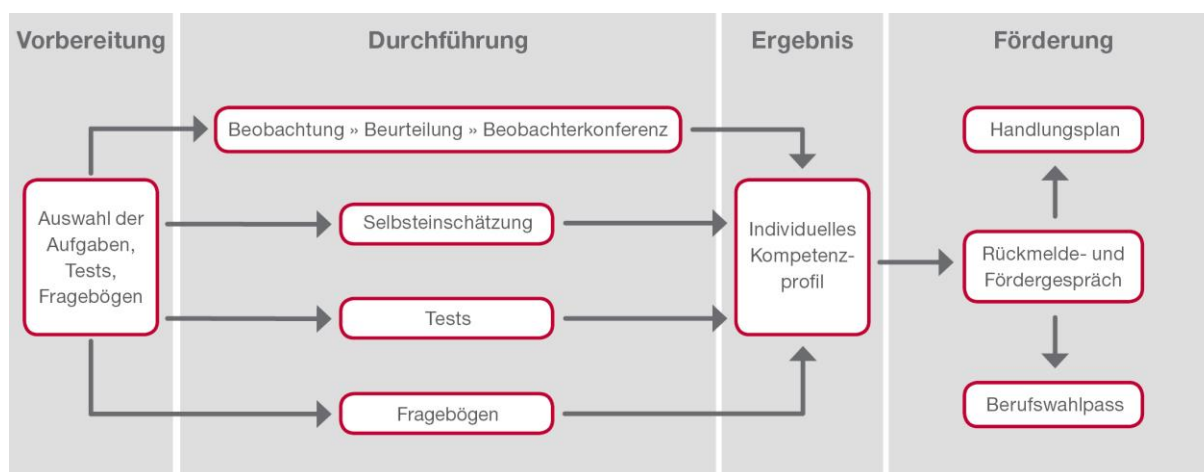 Vorbereitung
Durchführung
Ergebnis
Förderung
Beobachtung » Beurteilung » Beobachterkonferenz
Handlungsplan
Auswahl der
Aufgaben,
Tests,
Fragebögen
Selbsteinschätzung
Individuelles
Kompetenz-
profil
Rückmelde- und
Fördergespräch
Tests
Fragebögen
Berufswahlpass